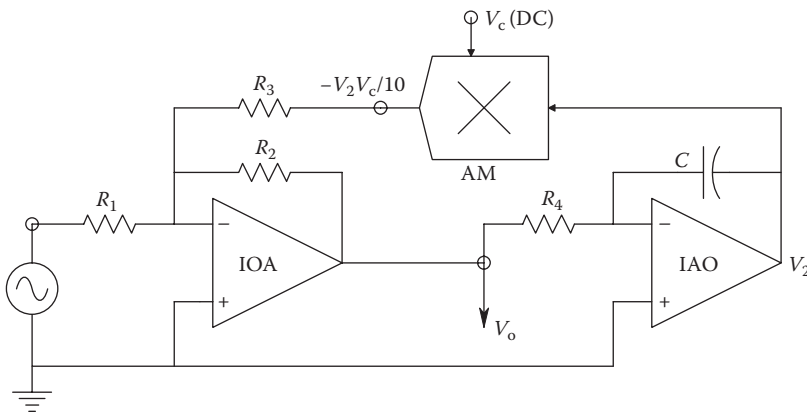 V_c (DC)
R_3
–V_2V_c/10
R_2
AM
C
R_1
R_4
–
IOA
+
–
IAO
+
V_2
V_o